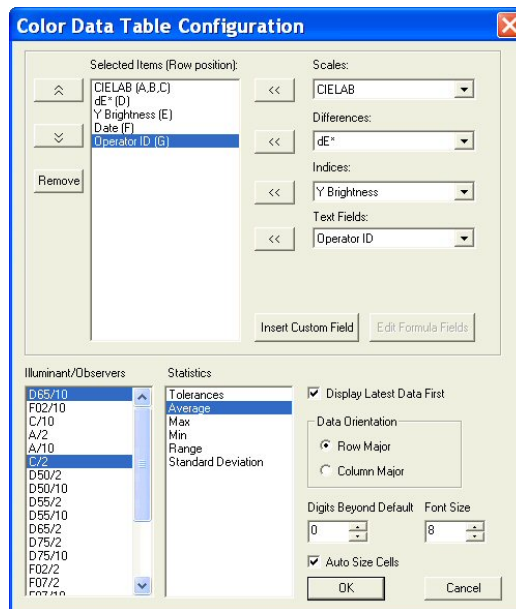 Color Data Table Configuration
Selected Items (Row position):
CIELAB (A,B,C)
dE* (D)
Y Brightness (E)
Date (F)
Operator ID (G)
Remove
<<
<<
<<
<<
Scales:
CIELAB
Differences:
dE*
Indices:
Y Brightness
Text Fields:
Operator ID
Insert Custom Field
Edit Formula Fields
Illuminant/Observers
D65/10
F02/10
C/10
A/2
A/10
C/2
D50/2
D50/10
D55/2
D55/10
D65/2
D75/2
D75/10
F02/2
F07/2
F07/10
Statistics
Tolerances
Average
Max
Min
Range
Standard Deviation
Display Latest Data First
Data Orientation
Row Major
Column Major
Digits Beyond Default
0
Font Size
8
Auto Size Cells
OK
Cancel